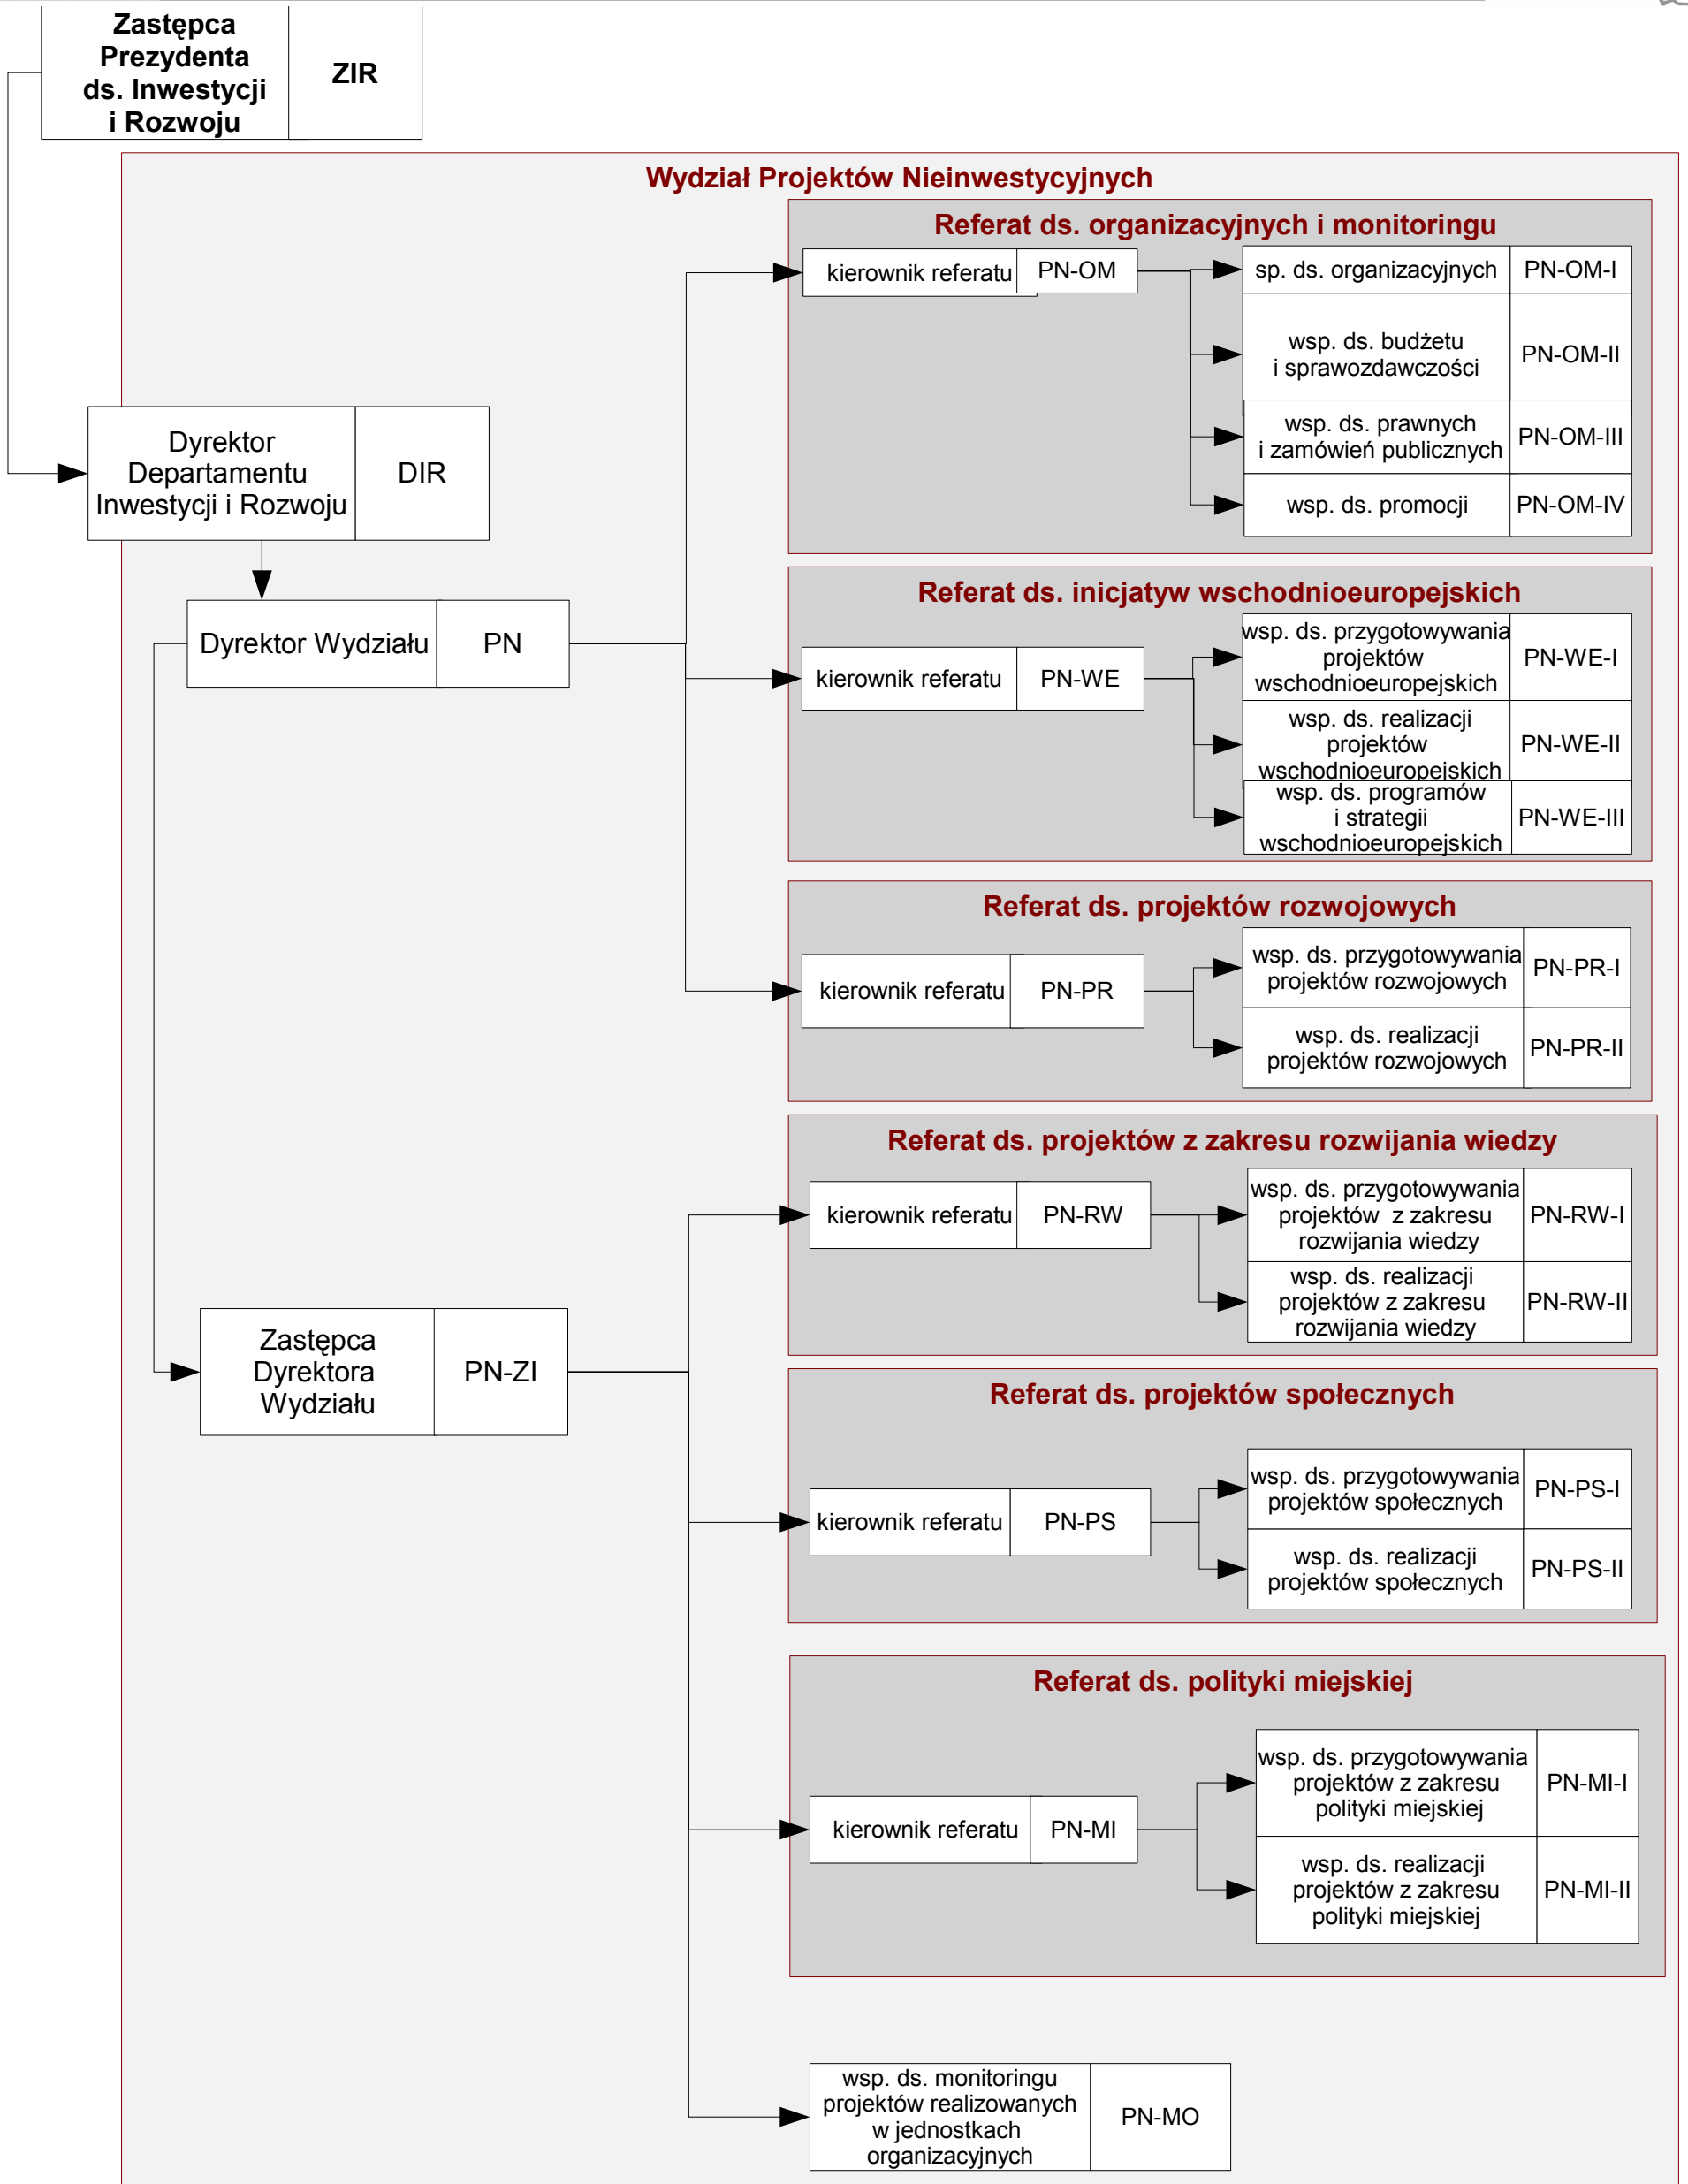 Zastępca
Prezydenta
ds. Inwestycji
i Rozwoju
ZIR
Wydział Projektów Nieinwestycyjnych
Referat ds. organizacyjnych i monitoringu
kierownik referatu
PN-OM
sp. ds. organizacyjnych
PN-OM-I
wsp. ds. budżetu
i sprawozdawczości
PN-OM-II
wsp. ds. prawnych
i zamówień publicznych
PN-OM-III
wsp. ds. promocji
PN-OM-IV
Dyrektor
Departamentu
Inwestycji i Rozwoju
DIR
Dyrektor Wydziału
PN
Referat ds. inicjatyw wschodnioeuropejskich
kierownik referatu
PN-WE
wsp. ds. przygotowywania
projektów
wschodnioeuropejskich
PN-WE-I
wsp. ds. realizacji
projektów
wschodnioeuropejskich
PN-WE-II
wsp. ds. programów
i strategii
wschodnioeuropejskich
PN-WE-III
Referat ds. projektów rozwojowych
kierownik referatu
PN-PR
wsp. ds. przygotowywania
projektów rozwojowych
PN-PR-I
wsp. ds. realizacji
projektów rozwojowych
PN-PR-II
Referat ds. projektów z zakresu rozwijania wiedzy
kierownik referatu
PN-RW
wsp. ds. przygotowywania
projektów z zakresu
rozwijania wiedzy
PN-RW-I
wsp. ds. realizacji
projektów z zakresu
rozwijania wiedzy
PN-RW-II
Zastępca
Dyrektora
Wydziału
PN-ZI
Referat ds. projektów społecznych
kierownik referatu
PN-PS
wsp. ds. przygotowywania
projektów społecznych
PN-PS-I
wsp. ds. realizacji
projektów społecznych
PN-PS-II
Referat ds. polityki miejskiej
kierownik referatu
PN-MI
wsp. ds. przygotowywania
projektów z zakresu
polityki miejskiej
PN-MI-I
wsp. ds. realizacji
projektów z zakresu
polityki miejskiej
PN-MI-II
wsp. ds. monitoringu
projektów realizowanych
w jednostkach
organizacyjnych
PN-MO